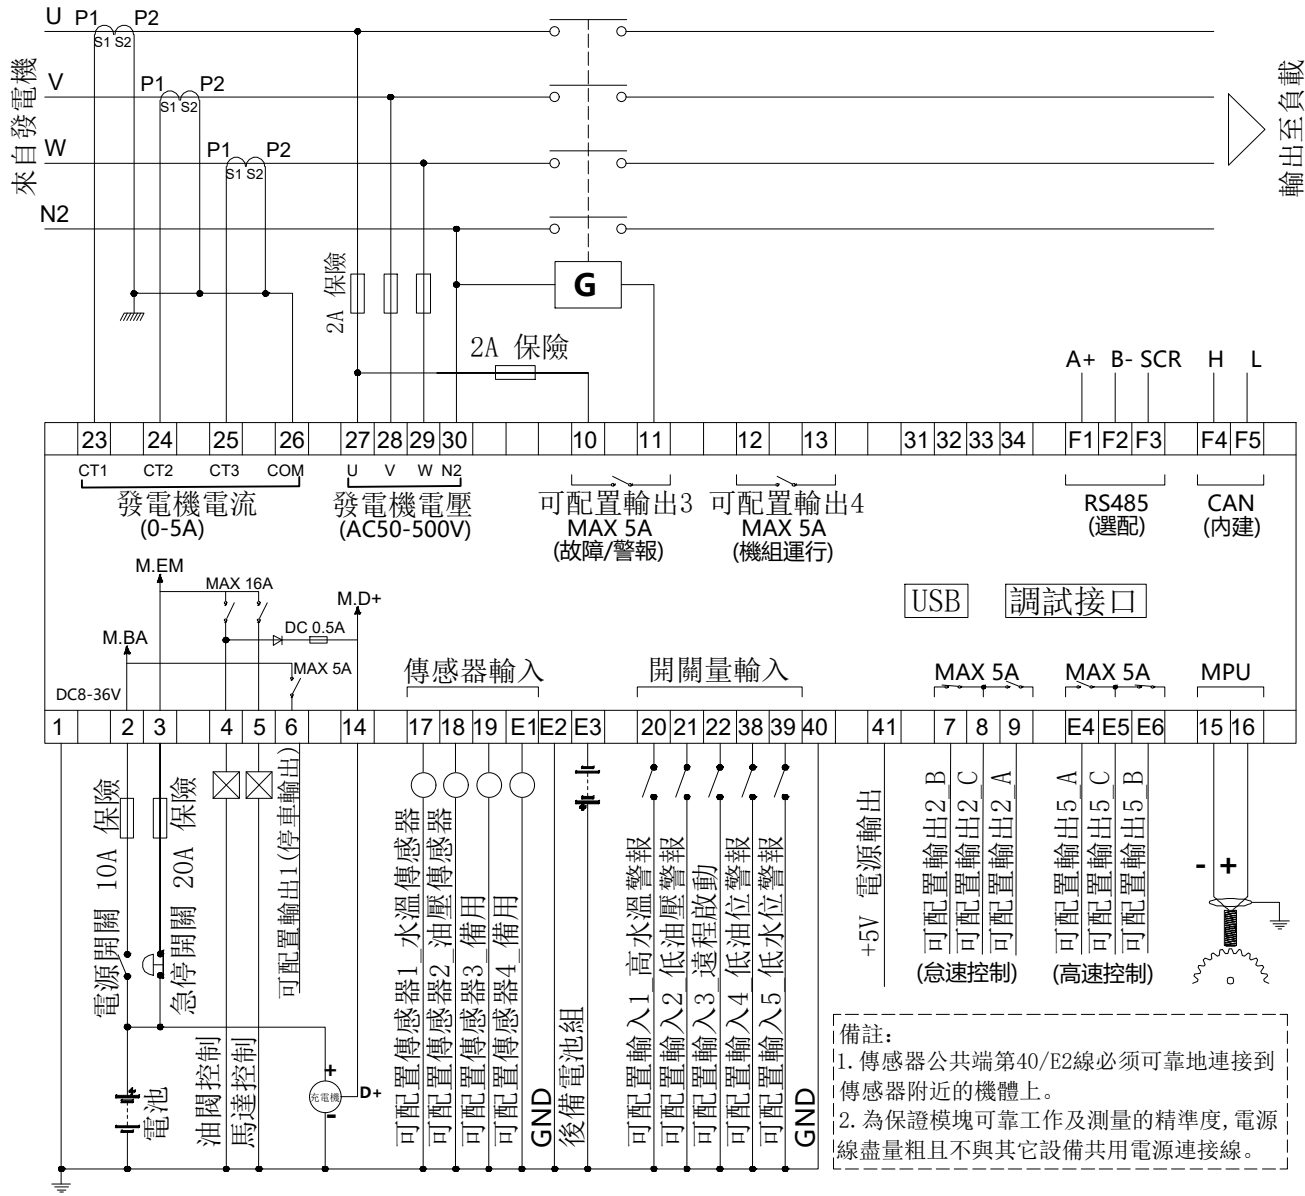 U P1 P2
S1 S2
V P1 P2
S1 S2
W P1 P2
S1 S2
N2
來自發電機
輸出至負載
2A 保險
G
2A 保險
A+ B- SCR H L
23 24 25 26 27 28 29 30 10 11 12 13 31 32 33 34 F1 F2 F3 F4 F5
CT1 CT2 CT3 COM U V W N2
發電機電流
(0-5A)
發電機電壓
(AC50-500V)
可配置輸出3
MAX 5A
(故障/警報)
可配置輸出4
MAX 5A
(機組運行)
RS485
(選配)
CAN
(內建)
M.EM
MAX 16A
M.D+
DC 0.5A
M.BA
MAX 5A
DC8-36V
USB
調試接口
傳感器輸入
開關量輸入
MAX 5A
MAX 5A
MPU
1 2 3 4 5 6 14 17 18 19 E1 E2 E3 20 21 22 38 39 40 41 7 8 9 E4 E5 E6 15 16
電源開關 10A 保險
急停開關 20A 保險
油閥控制
馬達控制
可配置輸出1(停車輸出)
電池
+
充電機
-
D+
可配置傳感器1_水溫傳感器
可配置傳感器2_油壓傳感器
可配置傳感器3_備用
可配置傳感器4_備用
GND
後備電池組
可配置輸入1_高水溫警報
可配置輸入2_低油壓警報
可配置輸入3_遠程啟動
可配置輸入4_低油位警報
可配置輸入5_低水位警報
GND
+5V 電源輸出
可配置輸出2_B
可配置輸出2_C
可配置輸出2_A
(怠速控制)
可配置輸出5_A
可配置輸出5_C
可配置輸出5_B
(高速控制)
- +
備註:
1.傳感器公共端第40/E2線必须可靠地連接到
傳感器附近的機體上。
2.為保證模塊可靠工作及測量的精準度,電源
線盡量粗且不與其它設備共用電源連接線。